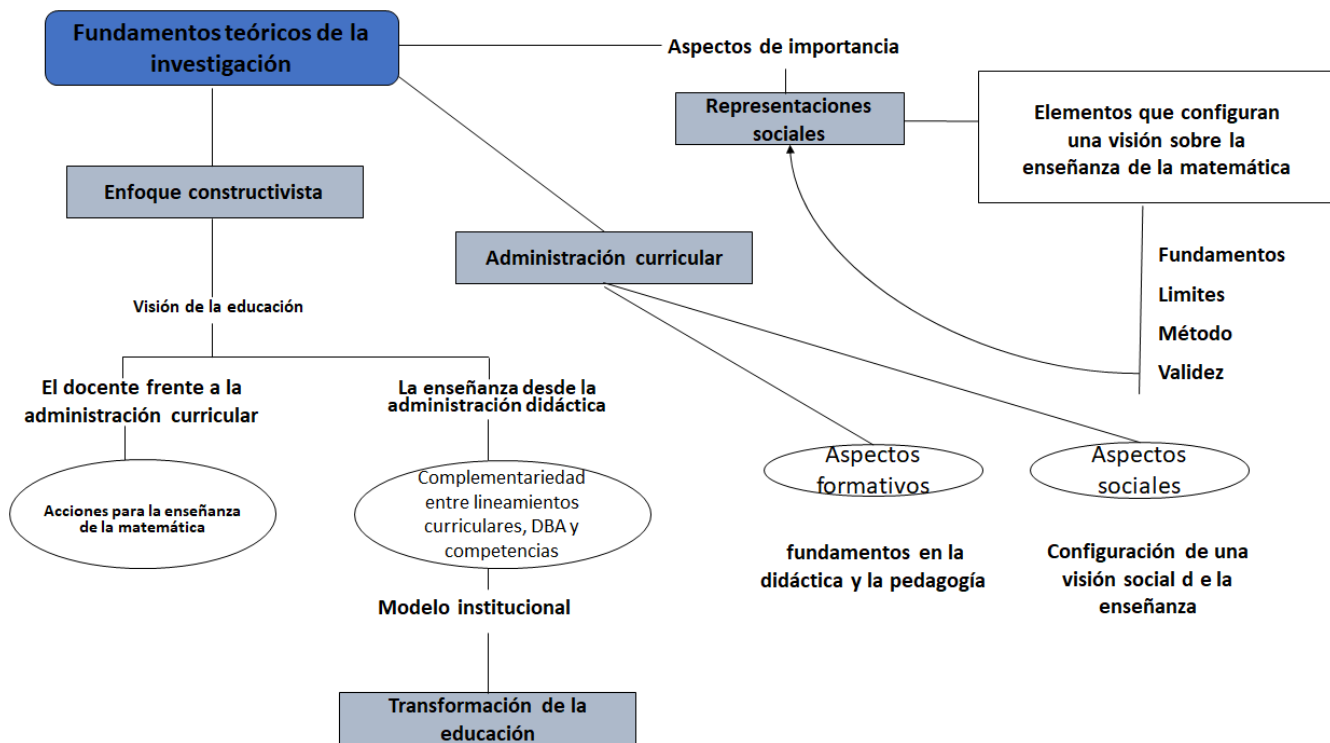 Fundamentos teóricos de la
investigación
Aspectos de importancia
Representaciones
sociales
Elementos que configuran
una visión sobre la
enseñanza de la matemática
Enfoque constructivista
Administración curricular
Fundamentos
Limites
Método
Validez
Visión de la educación
El docente frente a la
administración curricular
La enseñanza desde la
administración didáctica
Acciones para la enseñanza
de la matemática
Complementariedad
entre lineamientos
curriculares, DBA y
competencias
Aspectos
formativos
Aspectos
sociales
fundamentos en la
didáctica y la pedagogía
Configuración de una
visión social d e la
enseñanza
Modelo institucional
Transformación de la
educación